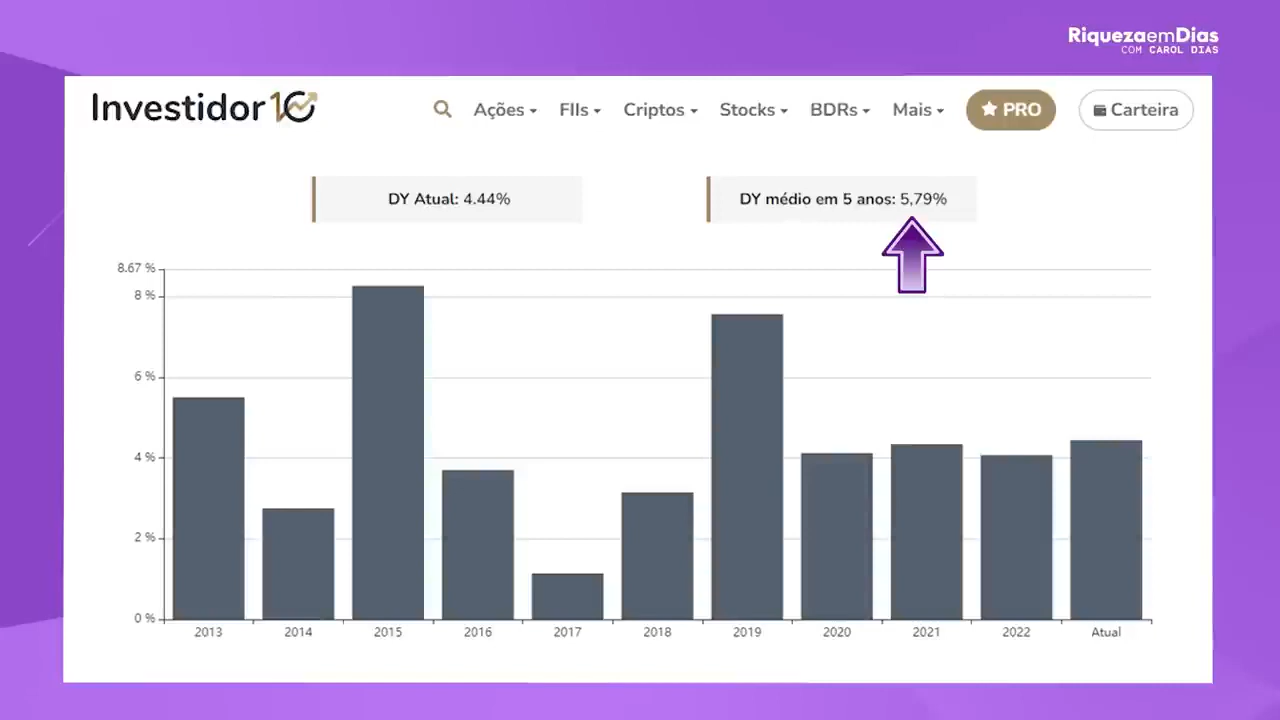 RiquezaemDias
COM CAROL DIAS
Investidor 10
Ações
FIIs
Criptos
Stocks
BDRs
Mais
PRO
Carteira
DY Atual: 4.44%
DY médio em 5 anos: 5,79%
8.67 %
8 %
6 %
4 %
2 %
0 %
2013
2014
2015
2016
2017
2018
2019
2020
2021
2022
Atual